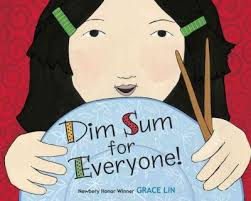 Dim Sum
for
Everyone!
Newbery Honor Winner GRACE LIN